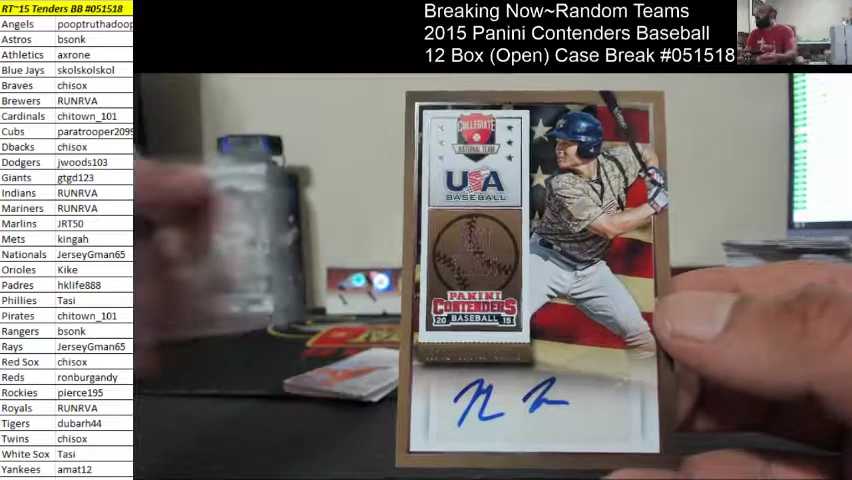 RT~15 Tenders BB #051518
Angels pooptruthadoop
Astros bsonk
Athletics axrone
Blue Jays skolskolskol
Braves chisox
Brewers RUNRVA
Cardinals chitown_101
Cubs paratrooper2099
Dbacks chisox
Dodgers jwoods103
Giants gtgd123
Indians RUNRVA
Mariners RUNRVA
Marlins JRT50
Mets kingah
Nationals JerseyGman65
Orioles Kike
Padres hklife888
Phillies Tasi
Pirates chitown_101
Rangers bsonk
Rays JerseyGman65
Red Sox chisox
Reds ronburgandy
Rockies pierce195
Royals RUNRVA
Tigers dubarh44
Twins chisox
White Sox Tasi
Yankees amat12
Breaking Now~Random Teams
2015 Panini Contenders Baseball
12 Box (Open) Case Break #051518
COLLEGIATE
NATIONAL TEAM
USA
BASEBALL
PANINI
CONTENDERS
20 BASEBALL 15